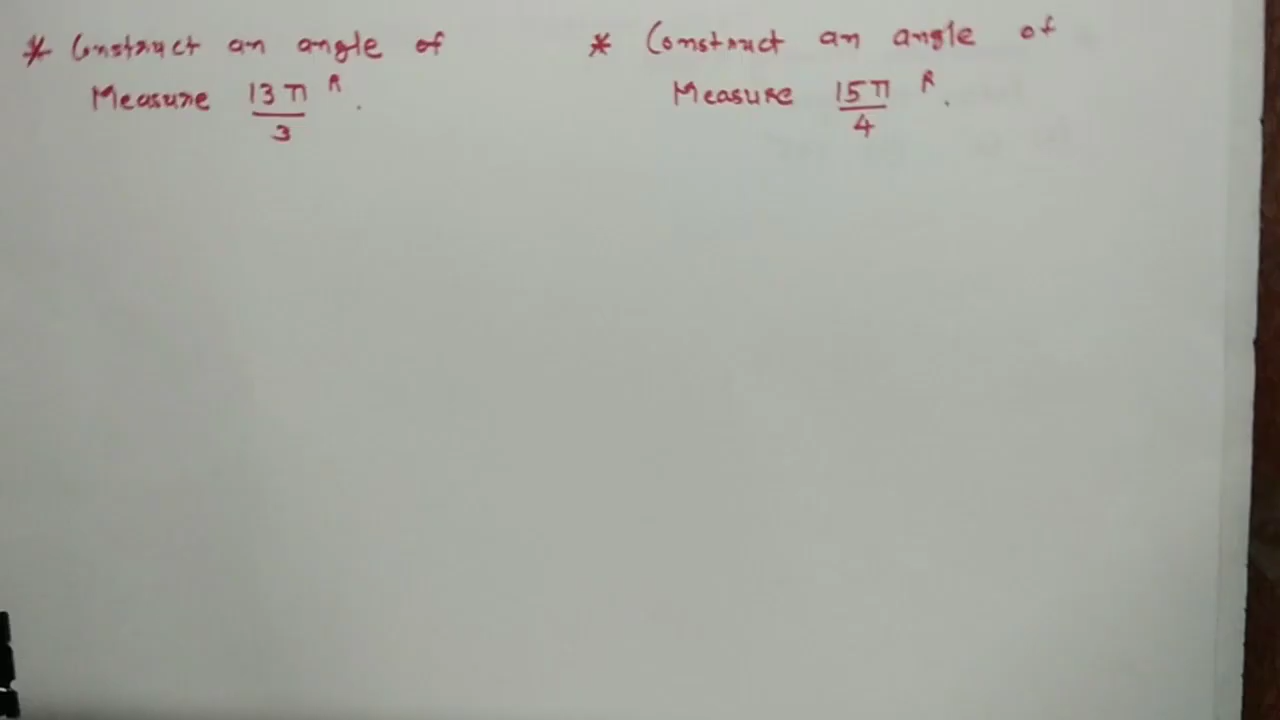 * Construct an angle of
Measure 13π/3 ᴿ.
* Construct an angle of
Measure 15π/4 ᴿ.